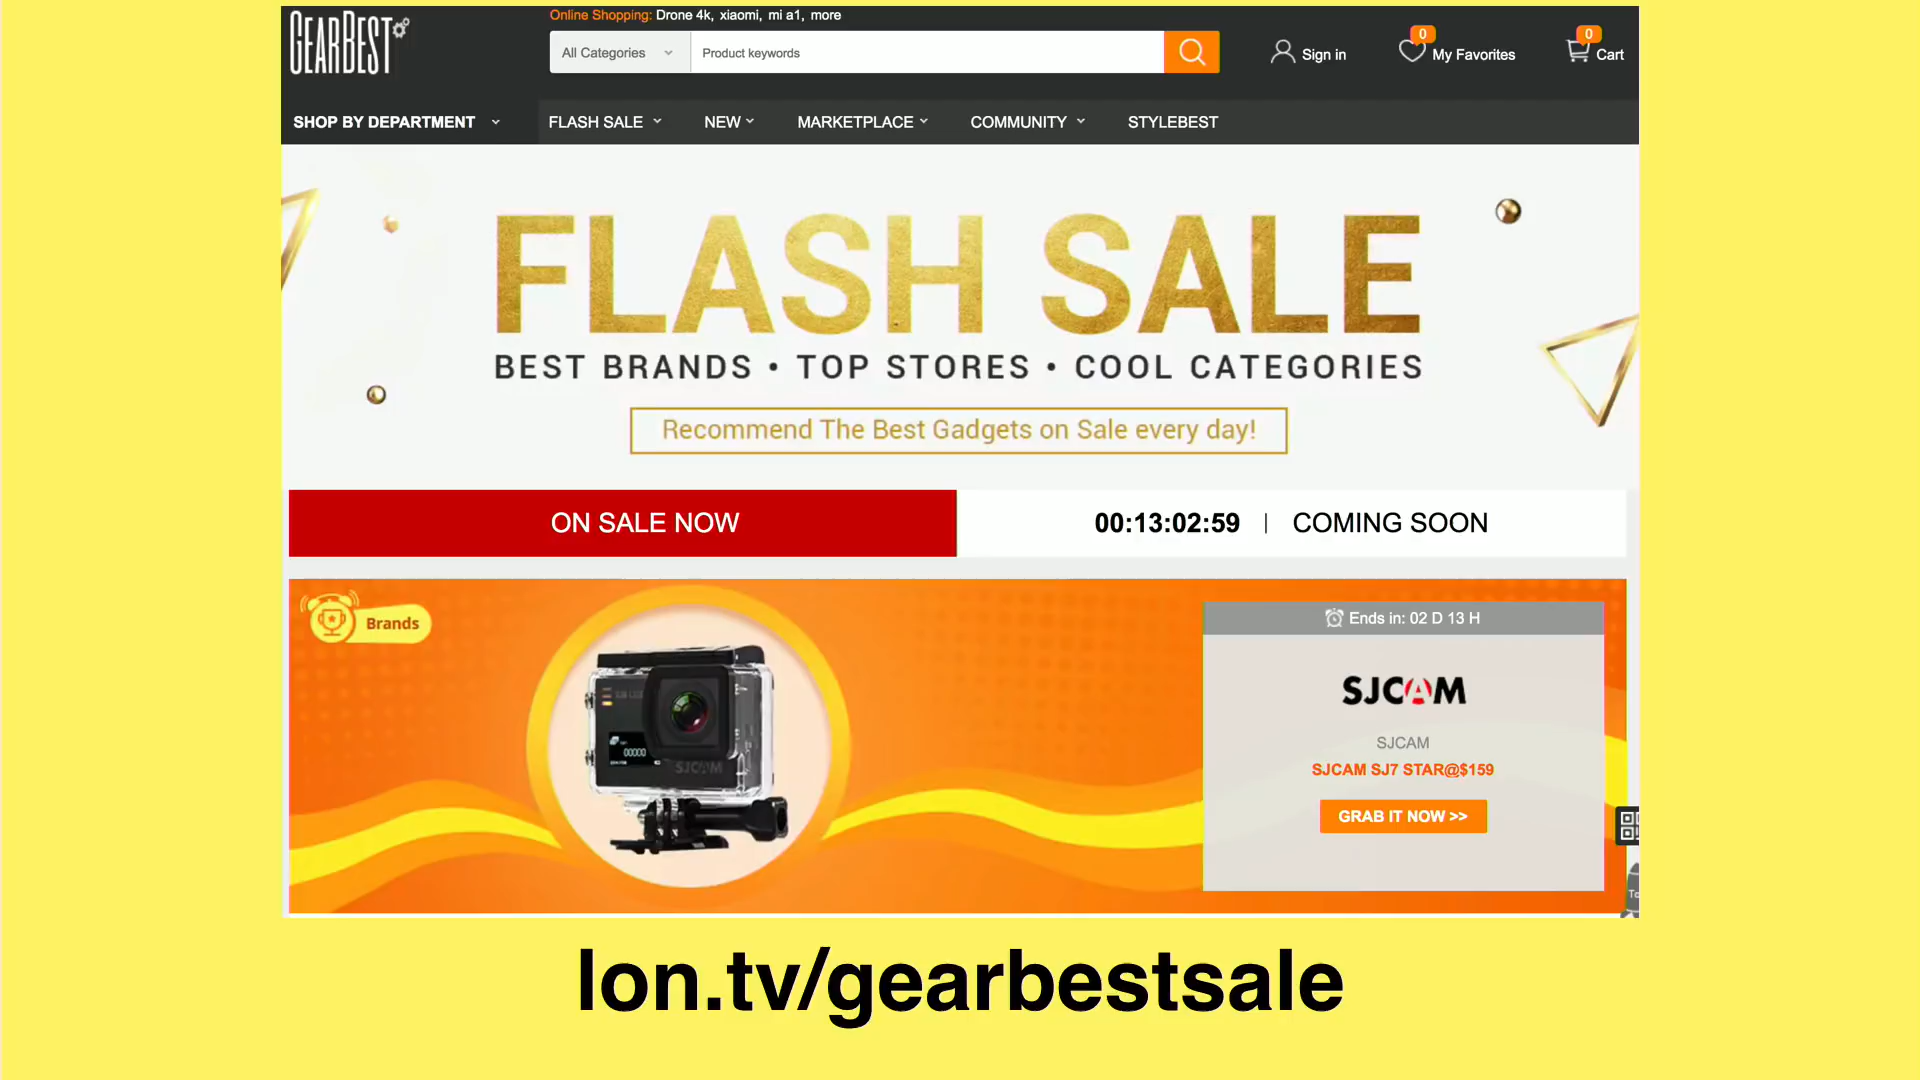 GEARBEST
Online Shopping: Drone 4k, xiaomi, mi a1, more
All Categories
Product keywords
0
Sign in
0
My Favorites
Cart
SHOP BY DEPARTMENT
FLASH SALE
NEW
MARKETPLACE
COMMUNITY
STYLEBEST
FLASH SALE
BEST BRANDS • TOP STORES • COOL CATEGORIES
Recommend The Best Gadgets on Sale every day!
ON SALE NOW
00:13:02:59 | COMING SOON
Brands
00000
SJCAM
Ends in: 02 D 13 H
SJCAM
SJCAM
SJCAM SJ7 STAR@$159
GRAB IT NOW >>
lon.tv/gearbestsale